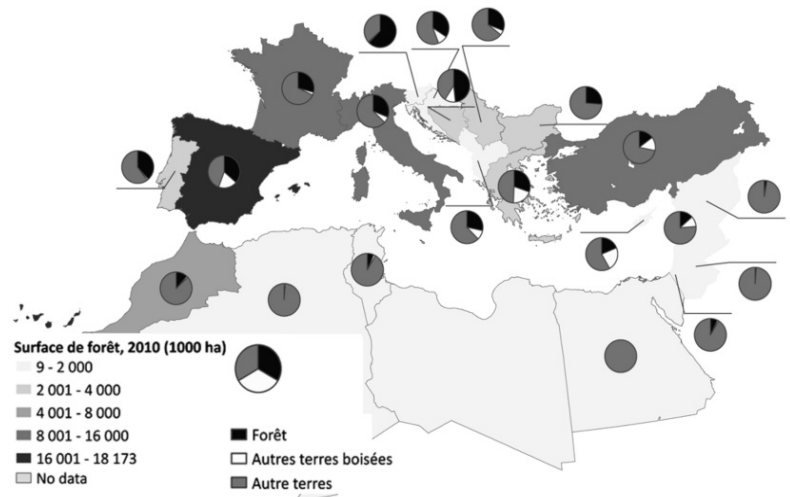 Surface de forêt, 2010 (1000 ha)
9 - 2 000
2 001 - 4 000
4 001 - 8 000
8 001 - 16 000
16 001 - 18 173
No data
Forêt
Autres terres boisées
Autre terres